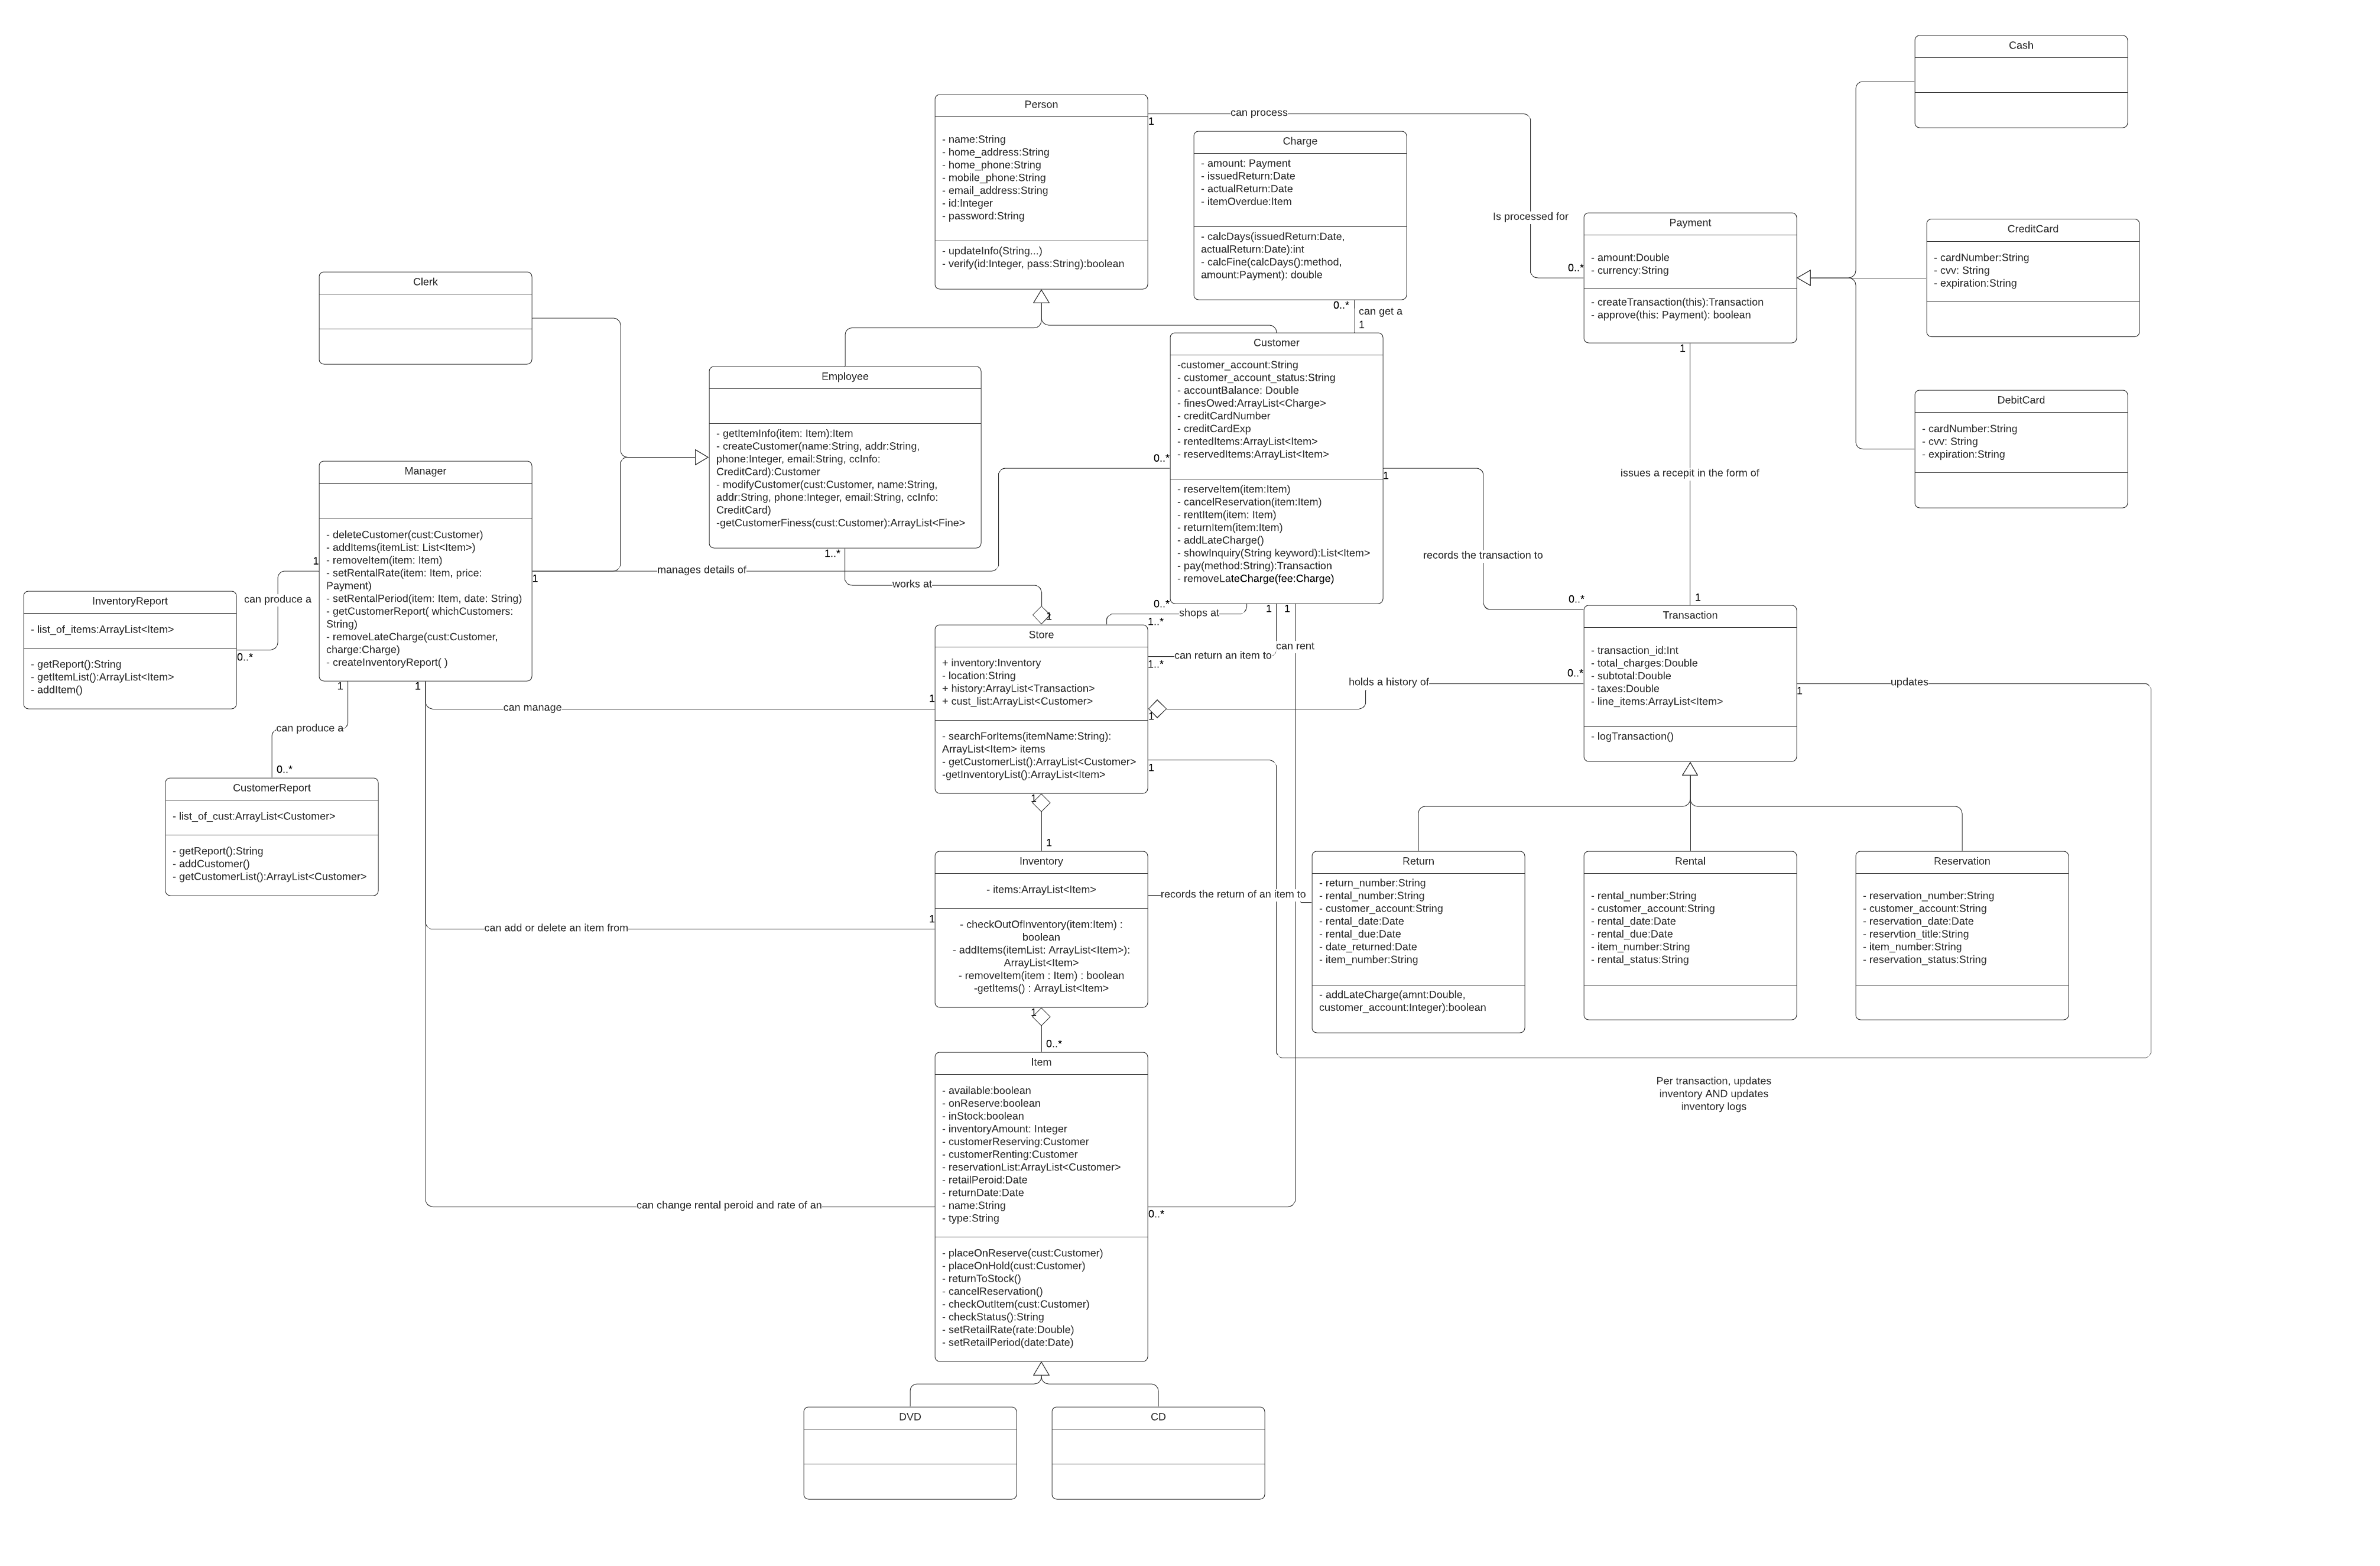 Cash
Person
- name:String
- home_address:String
- home_phone:String
- mobile_phone:String
- email_address:String
- id:Integer
- password:String
- updateInfo(String...)
- verify(id:Integer, pass:String):boolean
1
can process
Is processed for
0..*
Charge
- amount: Payment
- issuedReturn:Date
- actualReturn:Date
- itemOverdue:Item
- calcDays(issuedReturn:Date,
actualReturn:Date):int
- calcFine(calcDays():method,
amount:Payment): double
0..*
can get a
1
Payment
- amount:Double
- currency:String
- createTransaction(this):Transaction
- approve(this: Payment): boolean
1
issues a recepit in the form of
1
CreditCard
- cardNumber:String
- cvv: String
- expiration:String
DebitCard
- cardNumber:String
- cvv: String
- expiration:String
Clerk
Employee
- getItemInfo(item: Item):Item
- createCustomer(name:String, addr:String,
phone:Integer, email:String, ccInfo:
CreditCard):Customer
- modifyCustomer(cust:Customer, name:String,
addr:String, phone:Integer, email:String, ccInfo:
CreditCard)
-getCustomerFiness(cust:Customer):ArrayList<Fine>
1..*
works at
1
Customer
-customer_account:String
- customer_account_status:String
- accountBalance: Double
- finesOwed:ArrayList<Charge>
- creditCardNumber
- creditCardExp
- rentedItems:ArrayList<Item>
- reservedItems:ArrayList<Item>
- reserveItem(item:Item)
- cancelReservation(item:Item)
- rentItem(item: Item)
- returnItem(item:Item)
- addLateCharge()
- showInquiry(String keyword):List<Item>
- pay(method:String):Transaction
- removeLateCharge(fee:Charge)
0..*
1
records the transaction to
0..*
0..*
shops at
1..*
1
1
can return an item to
1..*
can rent
Manager
- deleteCustomer(cust:Customer)
- addItems(itemList: List<Item>)
- removeItem(item: Item)
- setRentalRate(item: Item, price:
Payment)
- setRentalPeriod(item: Item, date: String)
- getCustomerReport( whichCustomers:
String)
- removeLateCharge(cust:Customer,
charge:Charge)
- createInventoryReport( )
1
manages details of
1
can produce a
0..*
InventoryReport
- list_of_items:ArrayList<Item>
- getReport():String
- getItemList():ArrayList<Item>
- addItem()
1
can produce a
0..*
1
can manage
1
CustomerReport
- list_of_cust:ArrayList<Customer>
- getReport():String
- addCustomer()
- getCustomerList():ArrayList<Customer>
Store
+ inventory:Inventory
- location:String
+ history:ArrayList<Transaction>
+ cust_list:ArrayList<Customer>
- searchForItems(itemName:String):
ArrayList<Item> items
- getCustomerList():ArrayList<Customer>
-getInventoryList():ArrayList<Item>
1
holds a history of
0..*
1
1
1
Transaction
- transaction_id:Int
- total_charges:Double
- subtotal:Double
- taxes:Double
- line_items:ArrayList<Item>
- logTransaction()
1
updates
Inventory
- items:ArrayList<Item>
- checkOutOfInventory(item:Item) :
boolean
- addItems(itemList: ArrayList<Item>):
ArrayList<Item>
- removeItem(item : Item) : boolean
-getItems() : ArrayList<Item>
can add or delete an item from
1
records the return of an item to
1
0..*
Return
- return_number:String
- rental_number:String
- customer_account:String
- rental_date:Date
- rental_due:Date
- date_returned:Date
- item_number:String
- addLateCharge(amnt:Double,
customer_account:Integer):boolean
Rental
- rental_number:String
- customer_account:String
- rental_date:Date
- rental_due:Date
- item_number:String
- rental_status:String
Reservation
- reservation_number:String
- customer_account:String
- reservation_date:Date
- reservtion_title:String
- item_number:String
- reservation_status:String
Per transaction, updates
inventory AND updates
inventory logs
Item
- available:boolean
- onReserve:boolean
- inStock:boolean
- inventoryAmount: Integer
- customerReserving:Customer
- customerRenting:Customer
- reservationList:ArrayList<Customer>
- retailPeroid:Date
- returnDate:Date
- name:String
- type:String
- placeOnReserve(cust:Customer)
- placeOnHold(cust:Customer)
- returnToStock()
- cancelReservation()
- checkOutItem(cust:Customer)
- checkStatus():String
- setRetailRate(rate:Double)
- setRetailPeriod(date:Date)
can change rental peroid and rate of an
0..*
DVD
CD